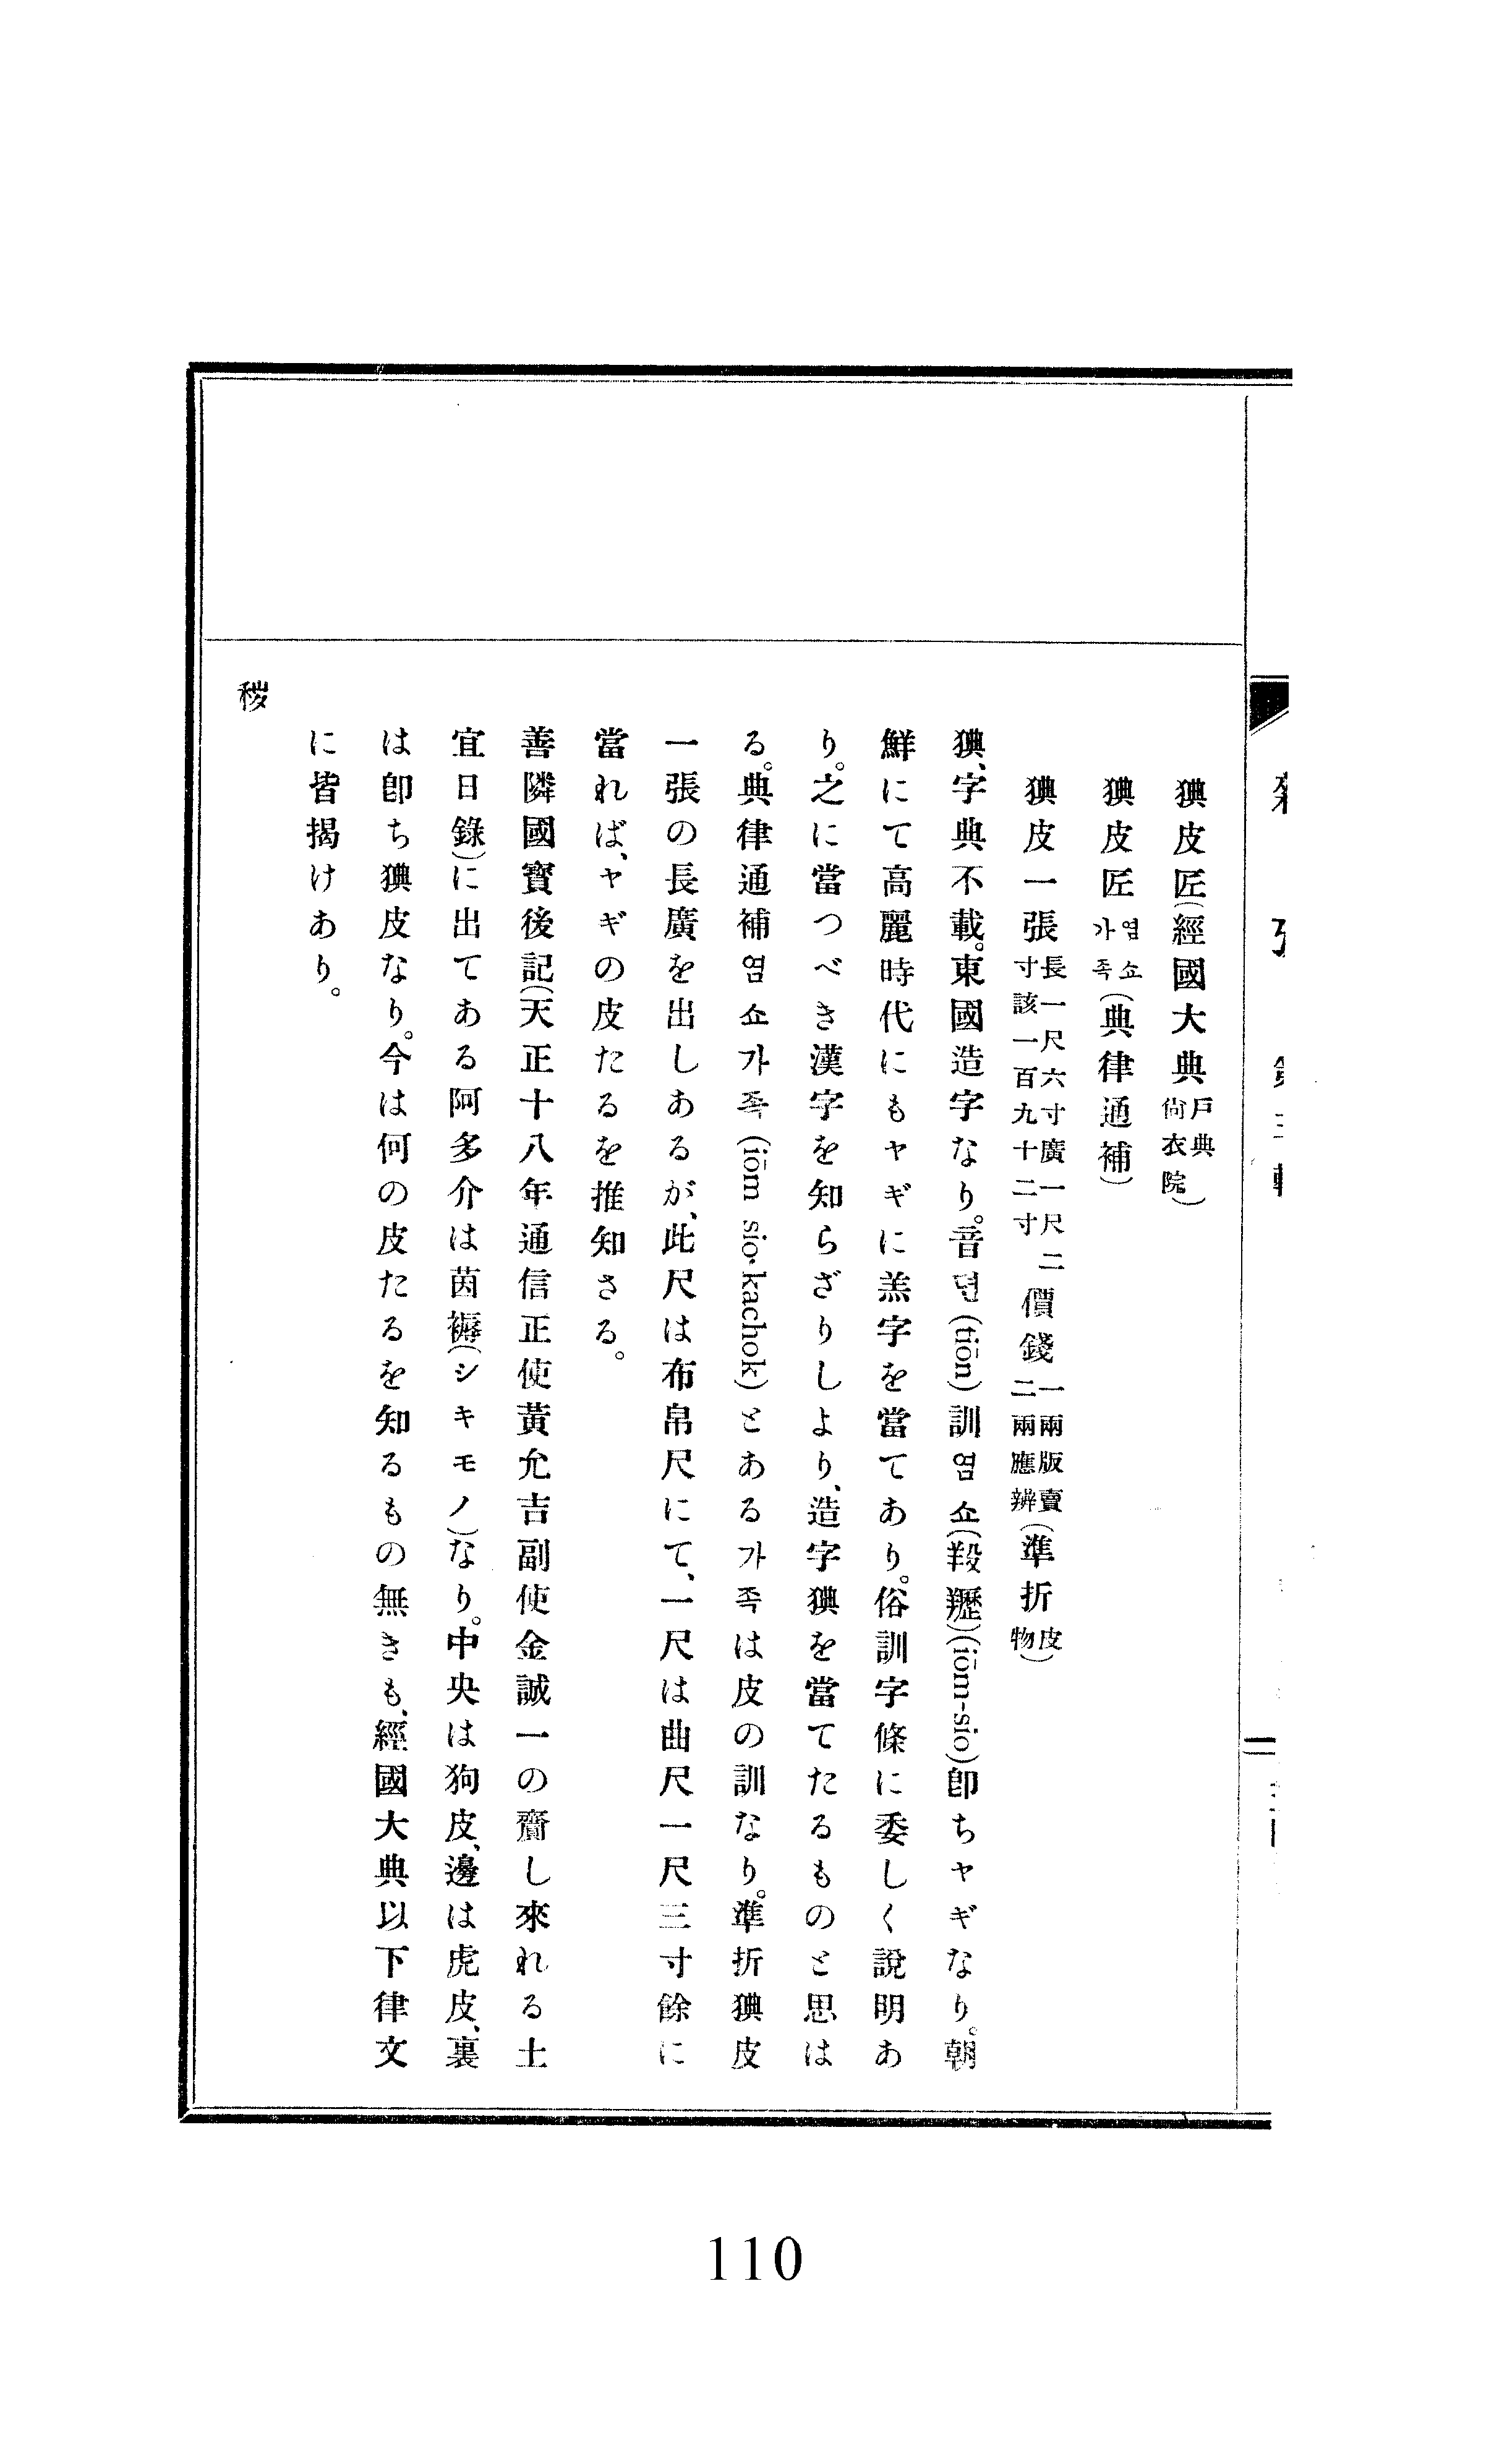 猠皮匠(經國大典戶典尙衣院)
猠皮匠염쇼가족(典律通補)
猠皮一張長一尺六寸廣一尺二寸該一百九十二寸價錢一兩版賣二兩應辨(準折皮物)
猠、字典不載。東國造字なり。音뎐(tiön)訓염쇼(羖䍽)(iöm-sio)卽ちヤギなり。朝
鮮にて高麗時代にもヤギに羔字を當てあり。俗訓字條に委しく說明あ
り。之に當つべき漢字を知らざりしより、造字猠を當てたるものと思は
る。典律通補염쇼가족(iöm sio・kachok)とある가족は皮の訓なり。準折猠皮
一張の長廣を出しあるが、此尺は布帛尺にて、一尺は曲尺一尺三寸餘に
當れば、ヤギの皮たるを推知さる。
善隣國寳後記(天正十八年通信正使黃允吉副使金誠一の齎し來れる土
宜日錄)に出てある阿多介は茵褥(シキモノ)なり。中央は狗皮、邊は虎皮、裏
は卽ち猠皮なり。今は何の皮たるを知るもの無きも、經國大典以下律文
に皆揭けあり。
110